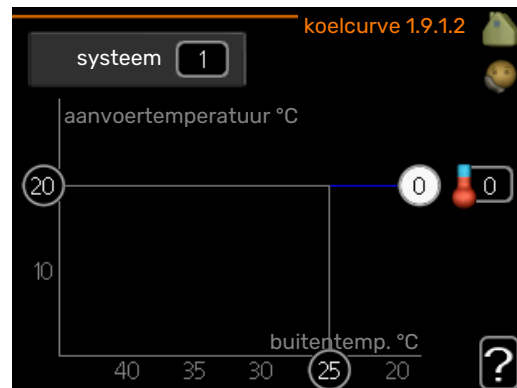 koelcurve 1.9.1.2
systeem 1
aanvoertemperatuur °C
20 0 0
10
buitentemp. °C
40 35 30 25 20
?